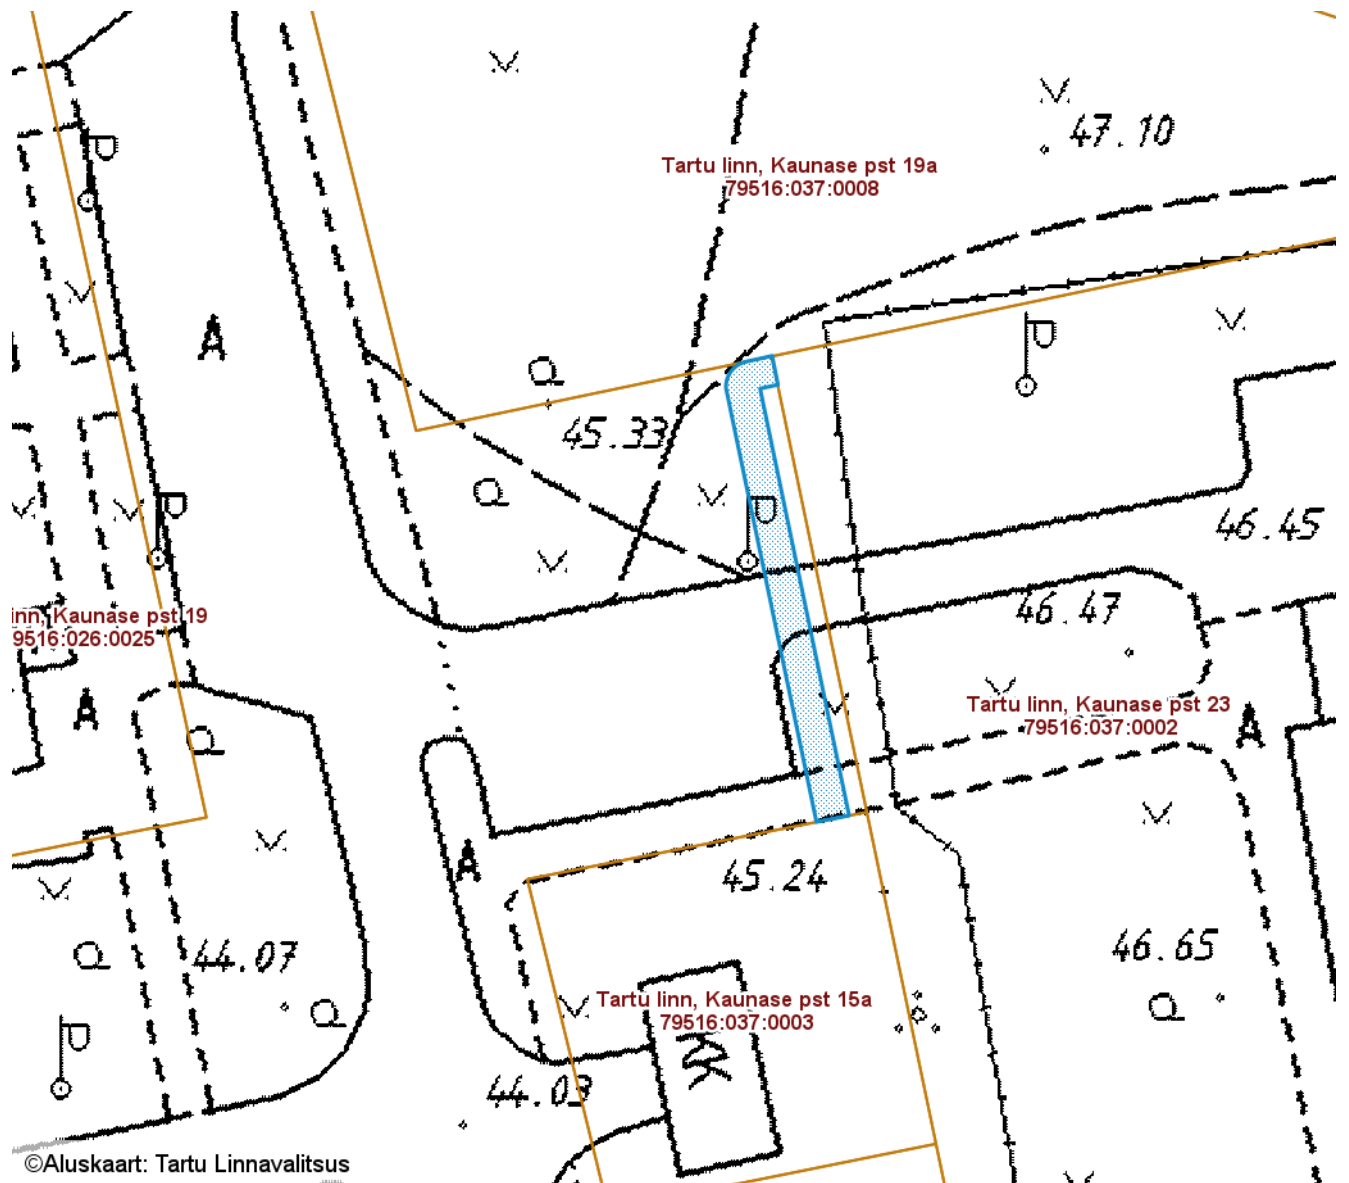 47.10
Tartu linn, Kaunase pst 19a
79516:037:0008
A
45.33
46.45
46.47
inn, Kaunase pst 19
9516:026:0025
A
Tartu linn, Kaunase pst 23
79516:037:0002
A
A
45.24
44.07
46.65
Tartu linn, Kaunase pst 15a
79516:037:0003
KK
44.03
©Aluskaart: Tartu Linnavalitsus